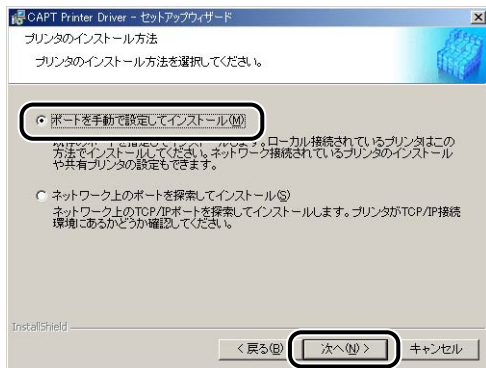 CAPT Printer Driver - セットアップウィザード
プリンタのインストール方法
プリンタのインストール方法を選択してください。
ポートを手動で設定してインストール(M)
ローカル接続されているプリンタはこの
方法でインストールしてください。ネットワーク接続されているプリンタのインストール
や共有プリンタの設定もできます。
ネットワーク上のポートを探索してインストール(S)
ネットワーク上のTCP/IPポートを探索してインストールします。プリンタがTCP/IP接続
環境にあるかどうか確認してください。
InstallShield
< 戻る(B)
次へ(N) >
キャンセル